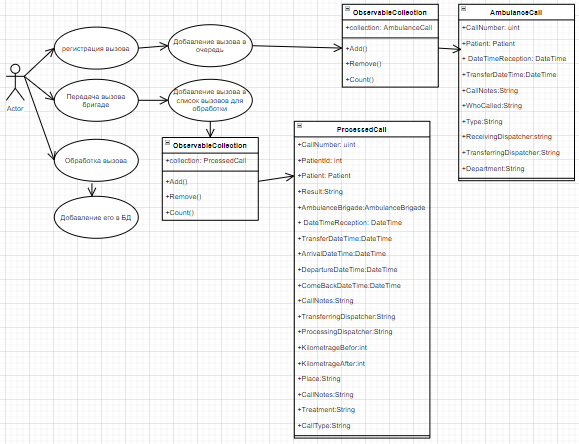 Actor
регистрация вызова
Добавление вызова в
очередь
Передача вызова
бригаде
Добавление вызова в
список вызовов для
обработки
Обработка вызова
Добавление его в БД
ObservableCollection
+collection: AmbulanceCall
+Add()
+Remove()
+Count()
AmbulanceCall
+CallNumber: uint
+Patient: Patient
+ DateTimeReception: DateTime
+TransferDateTime:DateTime
+CallNotes:String
+WhoCalled:String
+Type:String
+ReceivingDispatcher:string
+TransferringDispatcher:String
+Department:String
ObservableCollection
+collection: PrcessedCall
+Add()
+Remove()
+Count()
ProcessedCall
+CallNumber: uint
+PatientId: int
+Patient: Patient
+Result:String
+AmbulanceBrigade:AmbulanceBrigade
+ DateTimeReception: DateTime
+TransferDateTime:DateTime
+ArrivalDateTime:DateTime
+DepartureDateTime:DateTime
+ComeBackDateTime:DateTime
+CallNotes:String
+TransferringDispatcher:String
+ProcessingDispatcher:String
+KilometrageBefor:int
+KilometrageAfter:int
+Place:String
+CallNotes:String
+Treatment:String
+CallType:String